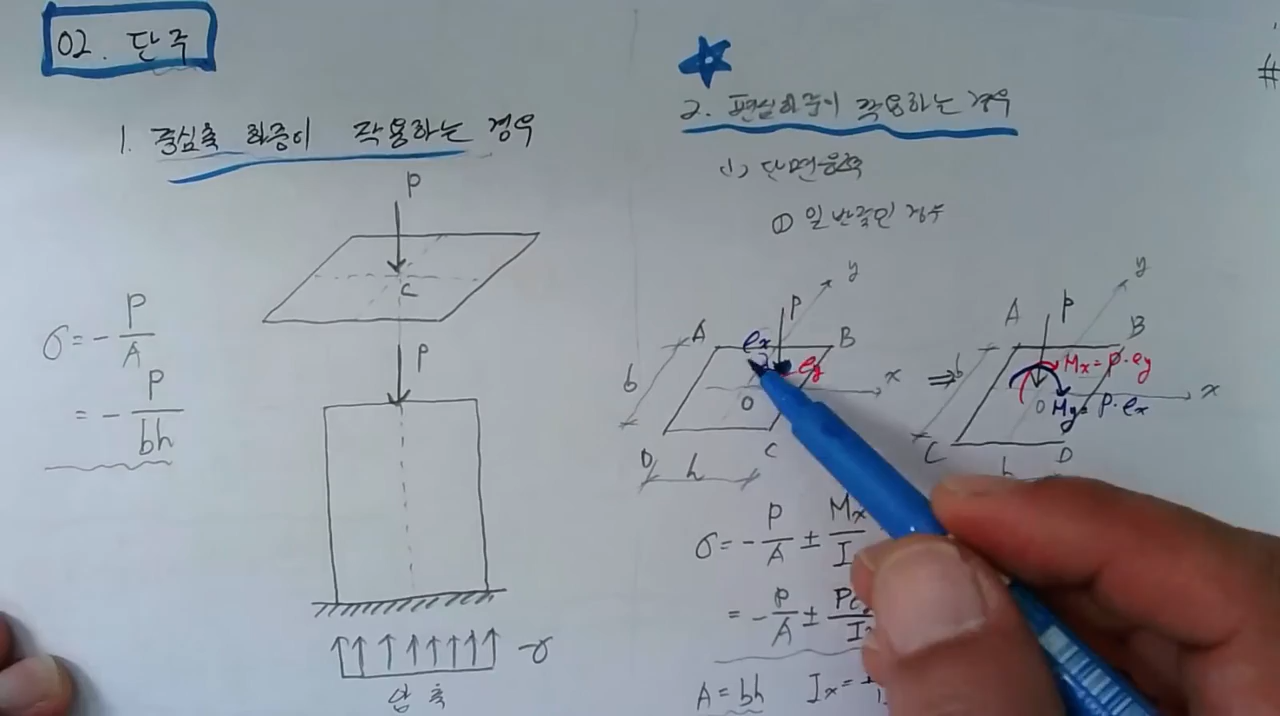 02. 단주
1. 중심축 하중이 작용하는 경우
P
C
P
σ = - P/A
= - P/bh
-σ
압축
2. 편심하중이 작용하는 경우
1) 단면응력
① 일반적인 경우
y
P
A
ex
B
ey
x
b
O
D
C
h
⇒
y
A
P
B
b
Mx = P·ey
x
O
My = P·ex
C
D
h
σ = - P/A ± Mx/I
= - P/A ±
A = bh Ix =
#